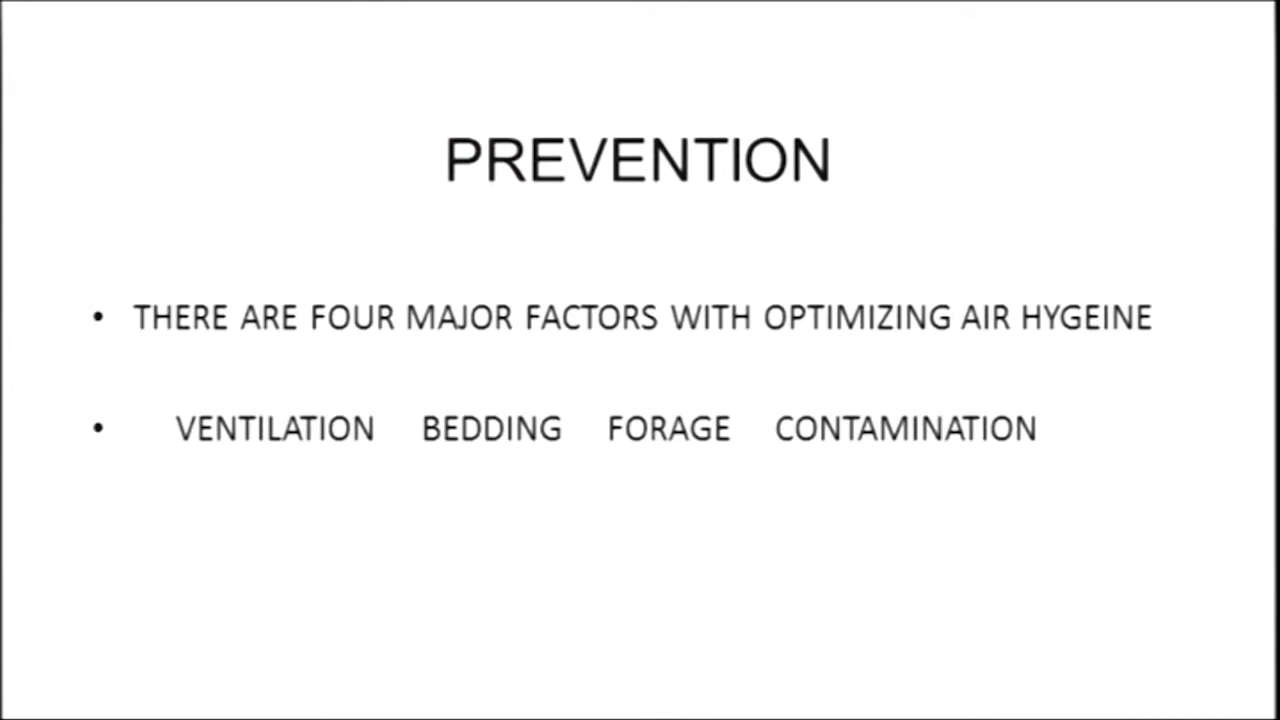 PREVENTION
• THERE ARE FOUR MAJOR FACTORS WITH OPTIMIZING AIR HYGEINE
• VENTILATION BEDDING FORAGE CONTAMINATION